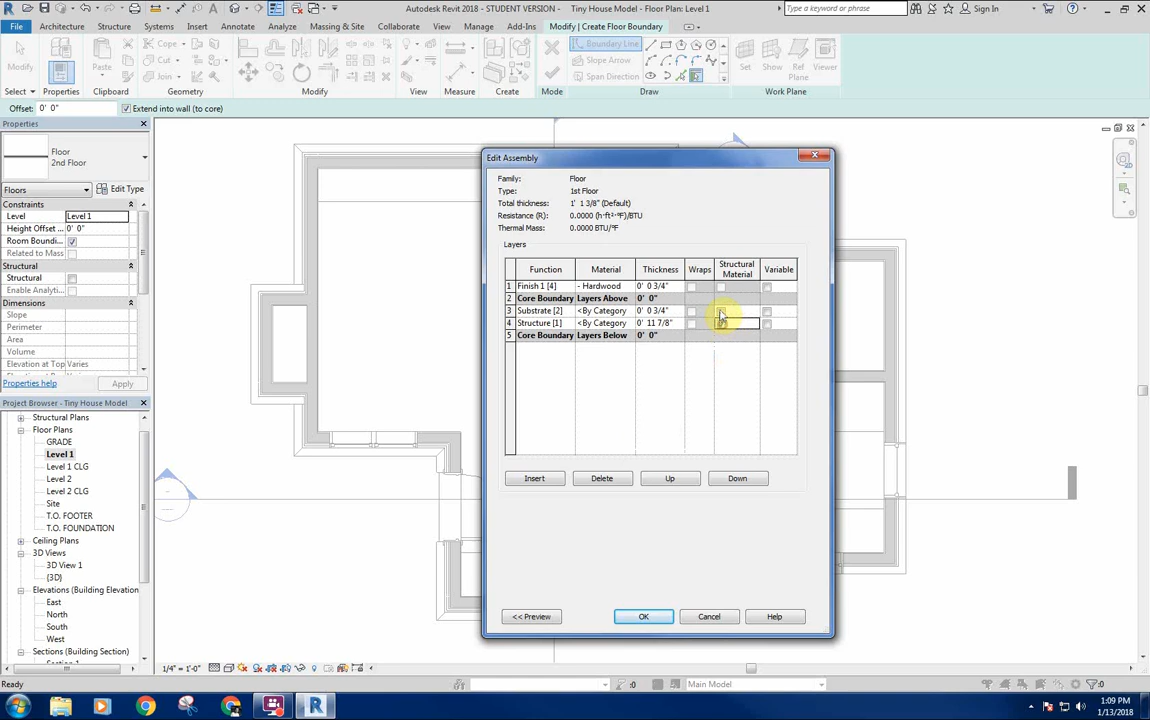 Autodesk Revit 2018 - STUDENT VERSION - Tiny House Model - Floor Plan: Level 1
Type a keyword or phrase
Sign In
File Architecture Structure Systems Insert Annotate Analyze Massing & Site Collaborate View Manage Add-Ins Modify | Create Floor Boundary
Modify
Paste
Cope
Cut
Join
Boundary Line
Slope Arrow
Span Direction
Set Show Ref Plane Viewer
Select Properties Clipboard Geometry Modify View Measure Create Mode Draw Work Plane
Offset: 0' 0" Extend into wall (to core)
Properties
Floor
2nd Floor
Floors Edit Type
Constraints
Level Level 1
Height Offset ... 0' 0"
Room Boundi...
Related to Mass
Structural
Structural
Enable Analytic...
Dimensions
Slope
Perimeter
Area
Volume
Elevation at Top Varies
Properties help Apply
Project Browser - Tiny House Model
Structural Plans
Floor Plans
GRADE
Level 1
Level 1 CLG
Level 2
Level 2 CLG
Site
T.O. FOOTER
T.O. FOUNDATION
Ceiling Plans
3D Views
3D View 1
{3D}
Elevations (Building Elevation
East
North
South
West
Sections (Building Section)
Edit Assembly
Family: Floor
Type: 1st Floor
Total thickness: 1' 1 3/8" (Default)
Resistance (R): 0.0000 (h·ft²·°F)/BTU
Thermal Mass: 0.0000 BTU/°F
Layers
Function Material Thickness Wraps Structural Material Variable
1 Finish 1 [4] - Hardwood 0' 0 3/4"
2 Core Boundary Layers Above 0' 0"
3 Substrate [2] <By Category 0' 0 3/4"
4 Structure [1] <By Category 0' 11 7/8"
5 Core Boundary Layers Below 0' 0"
Insert Delete Up Down
<< Preview OK Cancel Help
1/4" = 1'-0"
Ready
:0
Main Model
:0
1:09 PM
1/13/2018